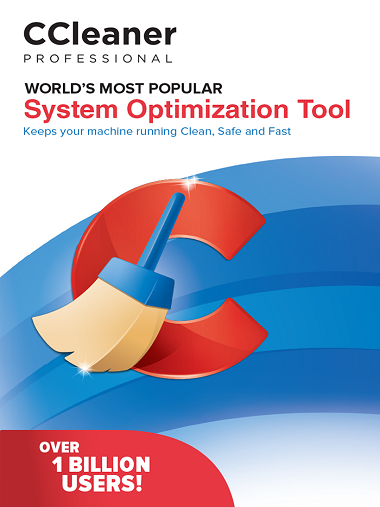 CCleaner
PROFESSIONAL
WORLD'S MOST POPULAR
System Optimization Tool
Keeps your machine running Clean, Safe and Fast
OVER
1 BILLION
USERS!